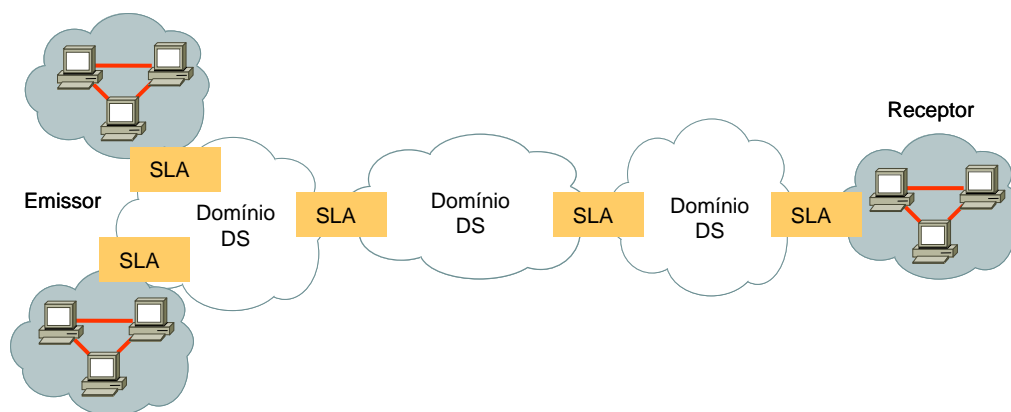 Receptor
SLA
Emissor
Domínio
DS
SLA
Domínio
DS
SLA
Domínio
DS
SLA
SLA